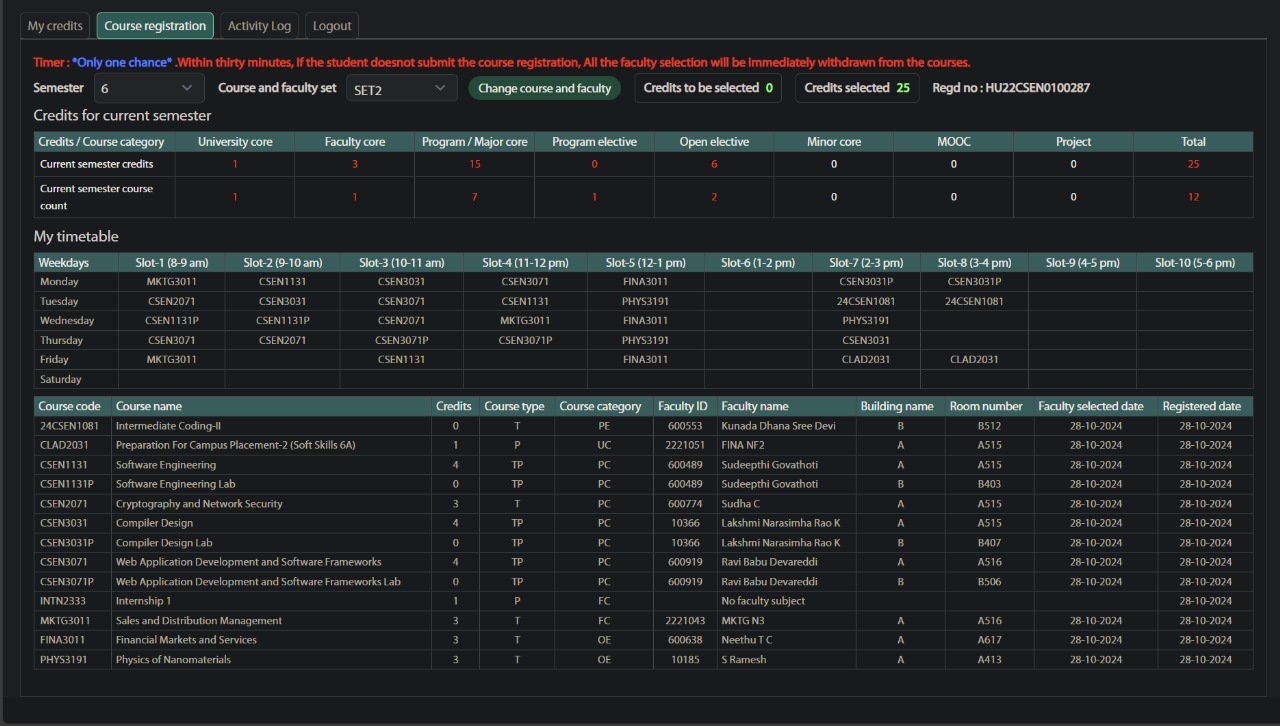 My credits Course registration Activity Log Logout
Timer : *Only one chance* .Within thirty minutes, If the student doesnot submit the course registration, All the faculty selection will be immediately withdrawn from the courses.
Semester 6 Course and faculty set SET2 Change course and faculty Credits to be selected 0 Credits selected 25 Regd no : HU22CSEN0100287
Credits for current semester
Credits / Course category University core Faculty core Program / Major core Program elective Open elective Minor core MOOC Project Total
Current semester credits 1 3 15 0 6 0 0 0 25
Current semester course count 1 1 7 1 2 0 0 0 12
My timetable
Weekdays Slot-1 (8-9 am) Slot-2 (9-10 am) Slot-3 (10-11 am) Slot-4 (11-12 pm) Slot-5 (12-1 pm) Slot-6 (1-2 pm) Slot-7 (2-3 pm) Slot-8 (3-4 pm) Slot-9 (4-5 pm) Slot-10 (5-6 pm)
Monday MKTG3011 CSEN1131 CSEN3031 CSEN3071 FINA3011 CSEN3031P CSEN3031P
Tuesday CSEN2071 CSEN3031 CSEN3071 CSEN1131 PHYS3191 24CSEN1081 24CSEN1081
Wednesday CSEN1131P CSEN1131P CSEN2071 MKTG3011 FINA3011 PHYS3191
Thursday CSEN3071 CSEN2071 CSEN3071P CSEN3071P PHYS3191 CSEN3031
Friday MKTG3011 CSEN1131 FINA3011 CLAD2031 CLAD2031
Saturday
Course code Course name Credits Course type Course category Faculty ID Faculty name Building name Room number Faculty selected date Registered date
24CSEN1081 Intermediate Coding-II 0 T PE 600553 Kunada Dhana Sree Devi B B512 28-10-2024 28-10-2024
CLAD2031 Preparation For Campus Placement-2 (Soft Skills 6A) 1 P UC 2221051 FINA NF2 A A515 28-10-2024 28-10-2024
CSEN1131 Software Engineering 4 TP PC 600489 Sudeepthi Govathoti A A515 28-10-2024 28-10-2024
CSEN1131P Software Engineering Lab 0 TP PC 600489 Sudeepthi Govathoti B B403 28-10-2024 28-10-2024
CSEN2071 Cryptography and Network Security 3 T PC 600774 Sudha C A A515 28-10-2024 28-10-2024
CSEN3031 Compiler Design 4 TP PC 10366 Lakshmi Narasimha Rao K A A515 28-10-2024 28-10-2024
CSEN3031P Compiler Design Lab 0 TP PC 10366 Lakshmi Narasimha Rao K B B407 28-10-2024 28-10-2024
CSEN3071 Web Application Development and Software Frameworks 4 TP PC 600919 Ravi Babu Devareddi A A516 28-10-2024 28-10-2024
CSEN3071P Web Application Development and Software Frameworks Lab 0 TP PC 600919 Ravi Babu Devareddi B B506 28-10-2024 28-10-2024
INTN2333 Internship 1 1 P FC No faculty subject 28-10-2024
MKTG3011 Sales and Distribution Management 3 T FC 2221043 MKTG N3 A A516 28-10-2024 28-10-2024
FINA3011 Financial Markets and Services 3 T OE 600638 Neethu T C A A617 28-10-2024 28-10-2024
PHYS3191 Physics of Nanomaterials 3 T OE 10185 S Ramesh A A413 28-10-2024 28-10-2024